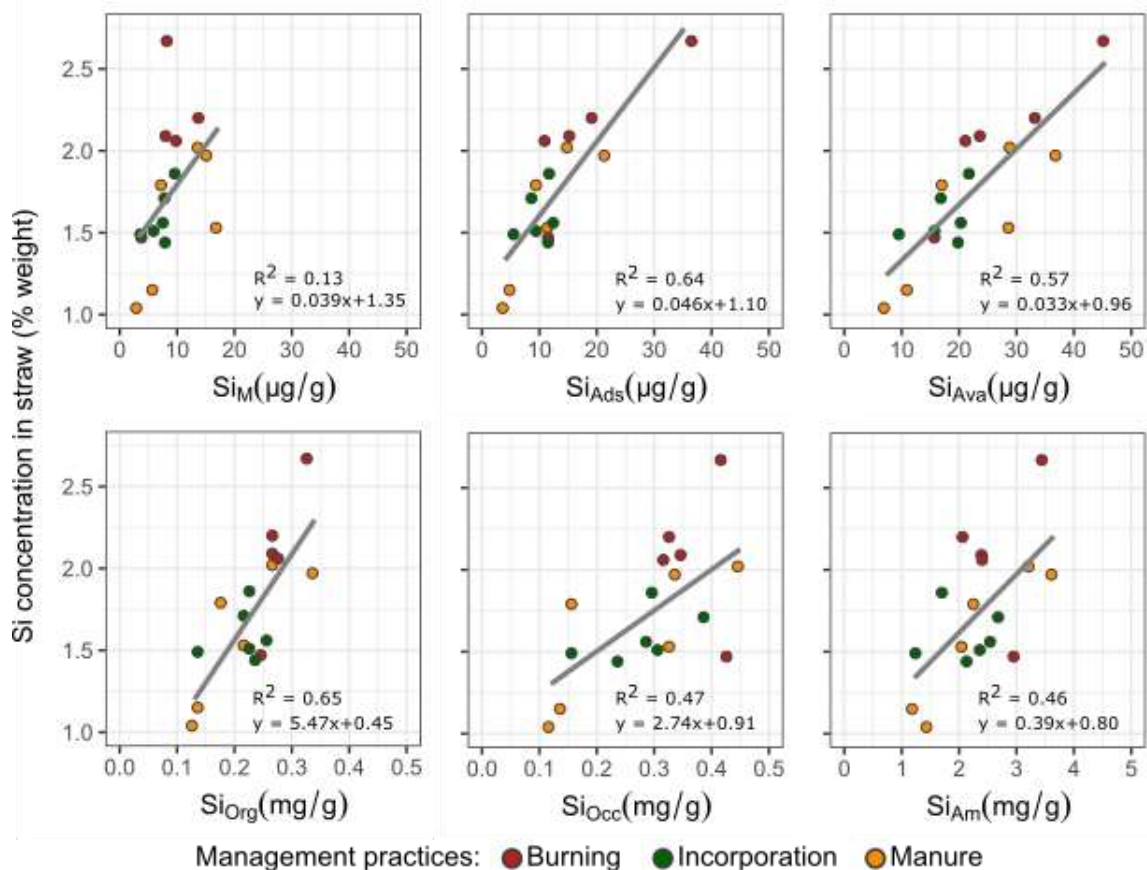 Si concentration in straw (% weight)
2.5
2.0
1.5
1.0
R² = 0.13
y = 0.039x+1.35
R² = 0.64
y = 0.046x+1.10
R² = 0.57
y = 0.033x+0.96
0 10 20 30 40 50
0 10 20 30 40 50
0 10 20 30 40 50
Si_M(µg/g)
Si_Ads(µg/g)
Si_Ava(µg/g)
2.5
2.0
1.5
1.0
R² = 0.65
y = 5.47x+0.45
R² = 0.47
y = 2.74x+0.91
R² = 0.46
y = 0.39x+0.80
0.0 0.1 0.2 0.3 0.4 0.5
0.0 0.1 0.2 0.3 0.4 0.5
0 1 2 3 4 5
Si_Org(mg/g)
Si_Occ(mg/g)
Si_Am(mg/g)
Management practices: Burning Incorporation Manure